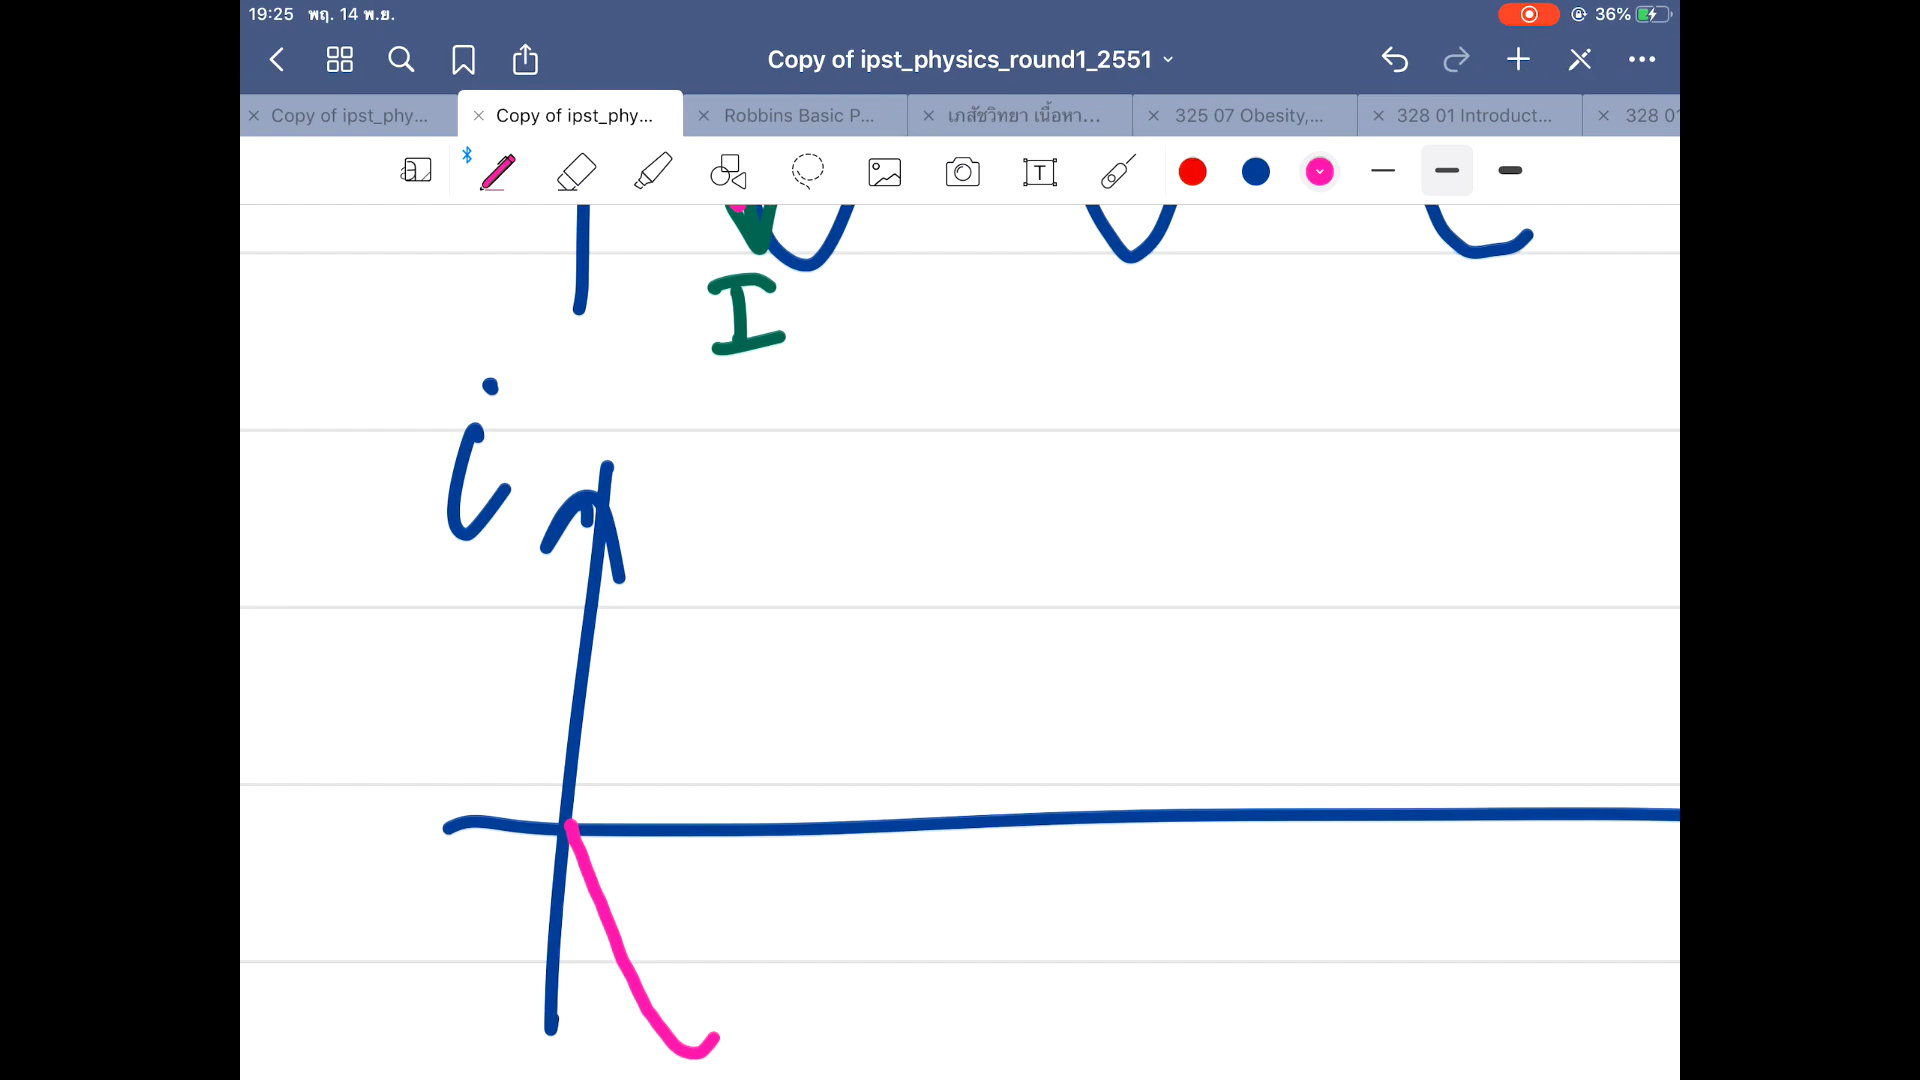 19:25 พฤ. 14 พ.ย. 36%
Copy of ipst_physics_round1_2551
Copy of ipst_phy... Copy of ipst_phy... Robbins Basic P... เภสัชวิทยา เนื้อหา... 325 07 Obesity,... 328 01 Introduct... 328 01
I
i